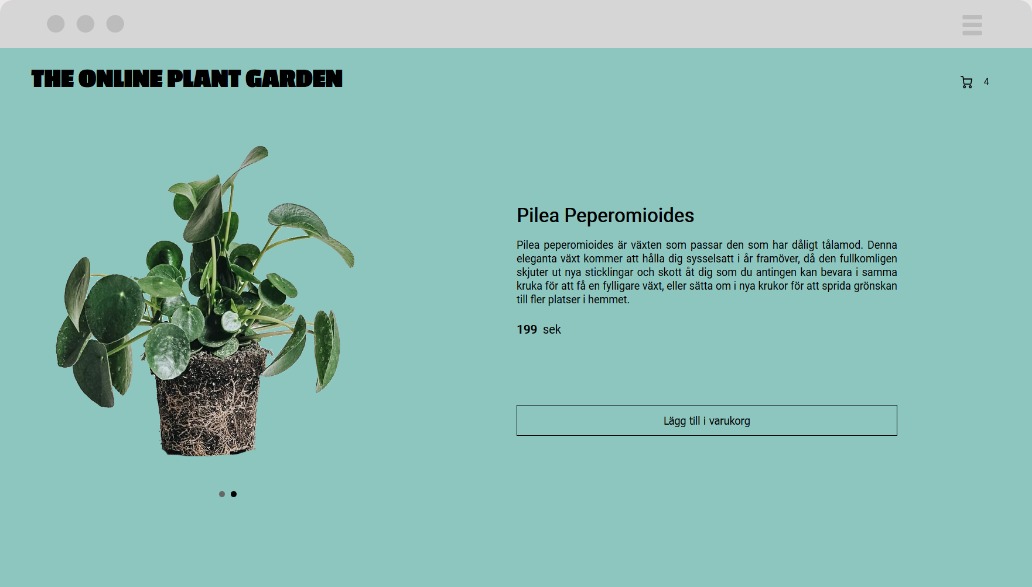 THE ONLINE PLANT GARDEN
4
Pilea Peperomioides
Pilea peperomioides är växten som passar den som har dåligt tålamod. Denna
eleganta växt kommer att hålla dig sysselsatt i år framöver, då den fullkomligen
skjuter ut nya sticklingar och skott åt dig som du antingen kan bevara i samma
kruka för att få en fylligare växt, eller sätta om i nya krukor för att sprida grönskan
till fler platser i hemmet.
199 sek
Lägg till i varukorg